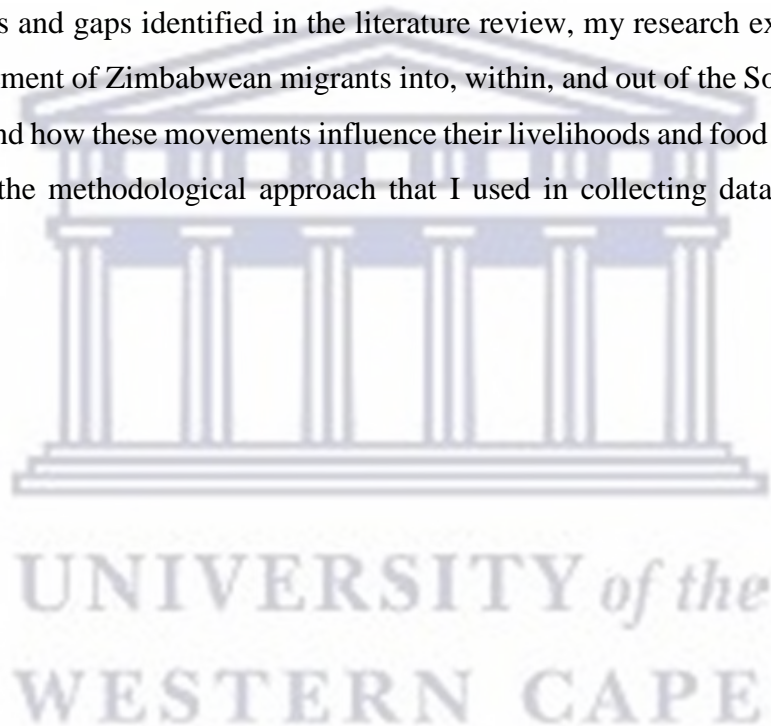 s and gaps identified in the literature review, my research ex
ment of Zimbabwean migrants into, within, and out of the So
nd how these movements influence their livelihoods and food
the methodological approach that I used in collecting data
UNIVERSITY of the
WESTERN CAPE